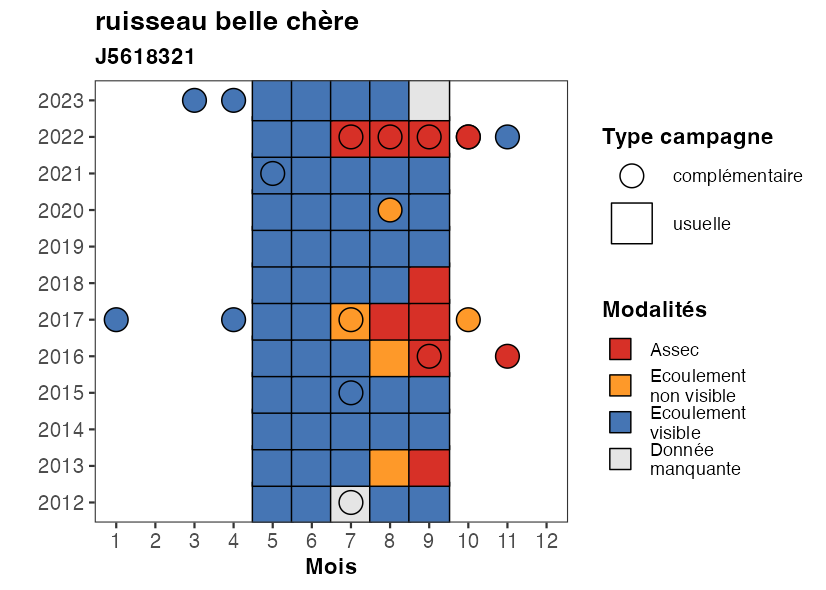 ruisseau belle chère
J5618321
2023
2022
2021
2020
2019
2018
2017
2016
2015
2014
2013
2012
1 2 3 4 5 6 7 8 9 10 11 12
Mois
Type campagne
complémentaire
usuelle
Modalités
Assec
Ecoulement
non visible
Ecoulement
visible
Donnée
manquante